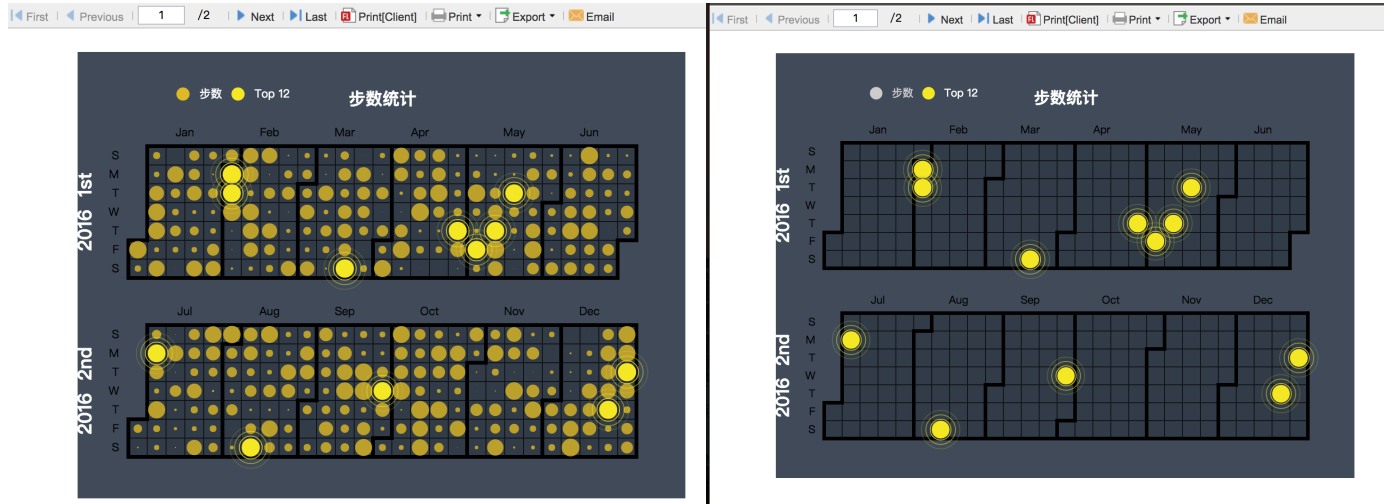 First Previous 1 /2 Next Last Print[Client] Print Export Email
步数 Top 12 步数统计
Jan Feb Mar Apr May Jun
S
M
T
W
T
F
S
2016 1st
Jul Aug Sep Oct Nov Dec
S
M
T
W
T
F
S
2016 2nd
First Previous 1 /2 Next Last Print[Client] Print Export Email
步数 Top 12 步数统计
Jan Feb Mar Apr May Jun
S
M
T
W
T
F
S
2016 1st
Jul Aug Sep Oct Nov Dec
S
M
T
W
T
F
S
2016 2nd